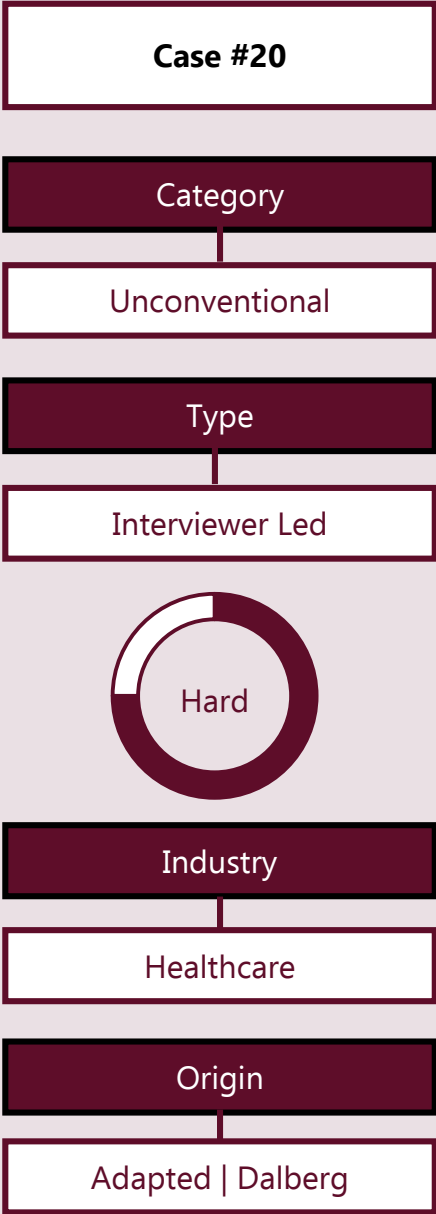 Case #20
Category
Unconventional
Type
Interviewer Led
Hard
Industry
Healthcare
Origin
Adapted | Dalberg